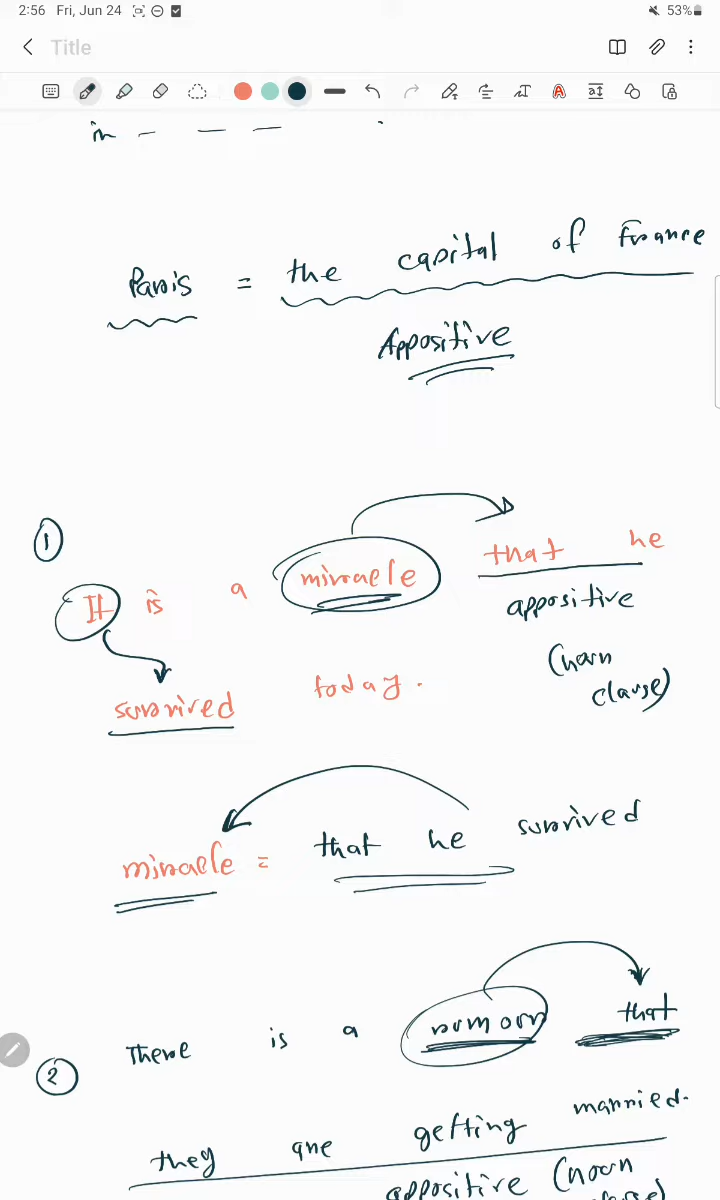 2:56 Fri, Jun 24 53%
Title
in
Paris = the capital of France
Appositive
1
It is a miracle that he
appositive
(noun
clause)
survived today.
miracle = that he survived
2
There is a rumour that
they are getting married.
appositive (noun